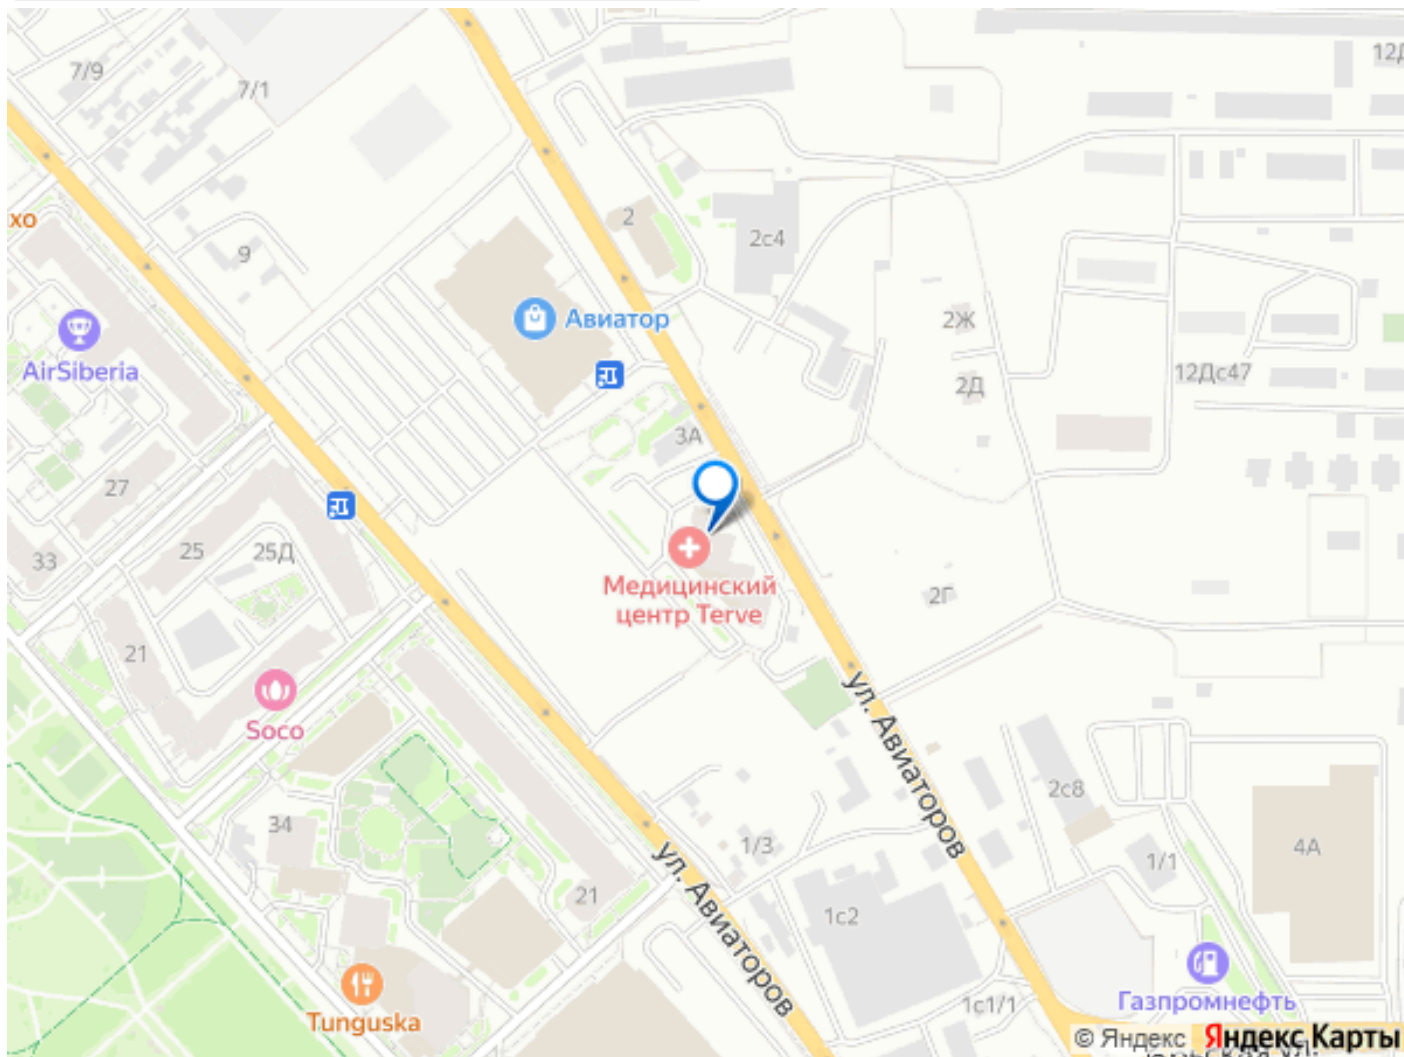 12Д
7/9
7/1
хо
2
2с4
9
Авиатор
2Ж
AirSiberia
12Дс47
2Д
3А
27
25
25Д
33
Медицинский
центр Terve
2Г
21
Soco
ул. Авиаторов
2с8
34
1/3
1/1
4А
21
ул. Авиаторов
1с2
Tunguska
1с1/1
Газпромнефть
© Яндекс Яндекс Карты